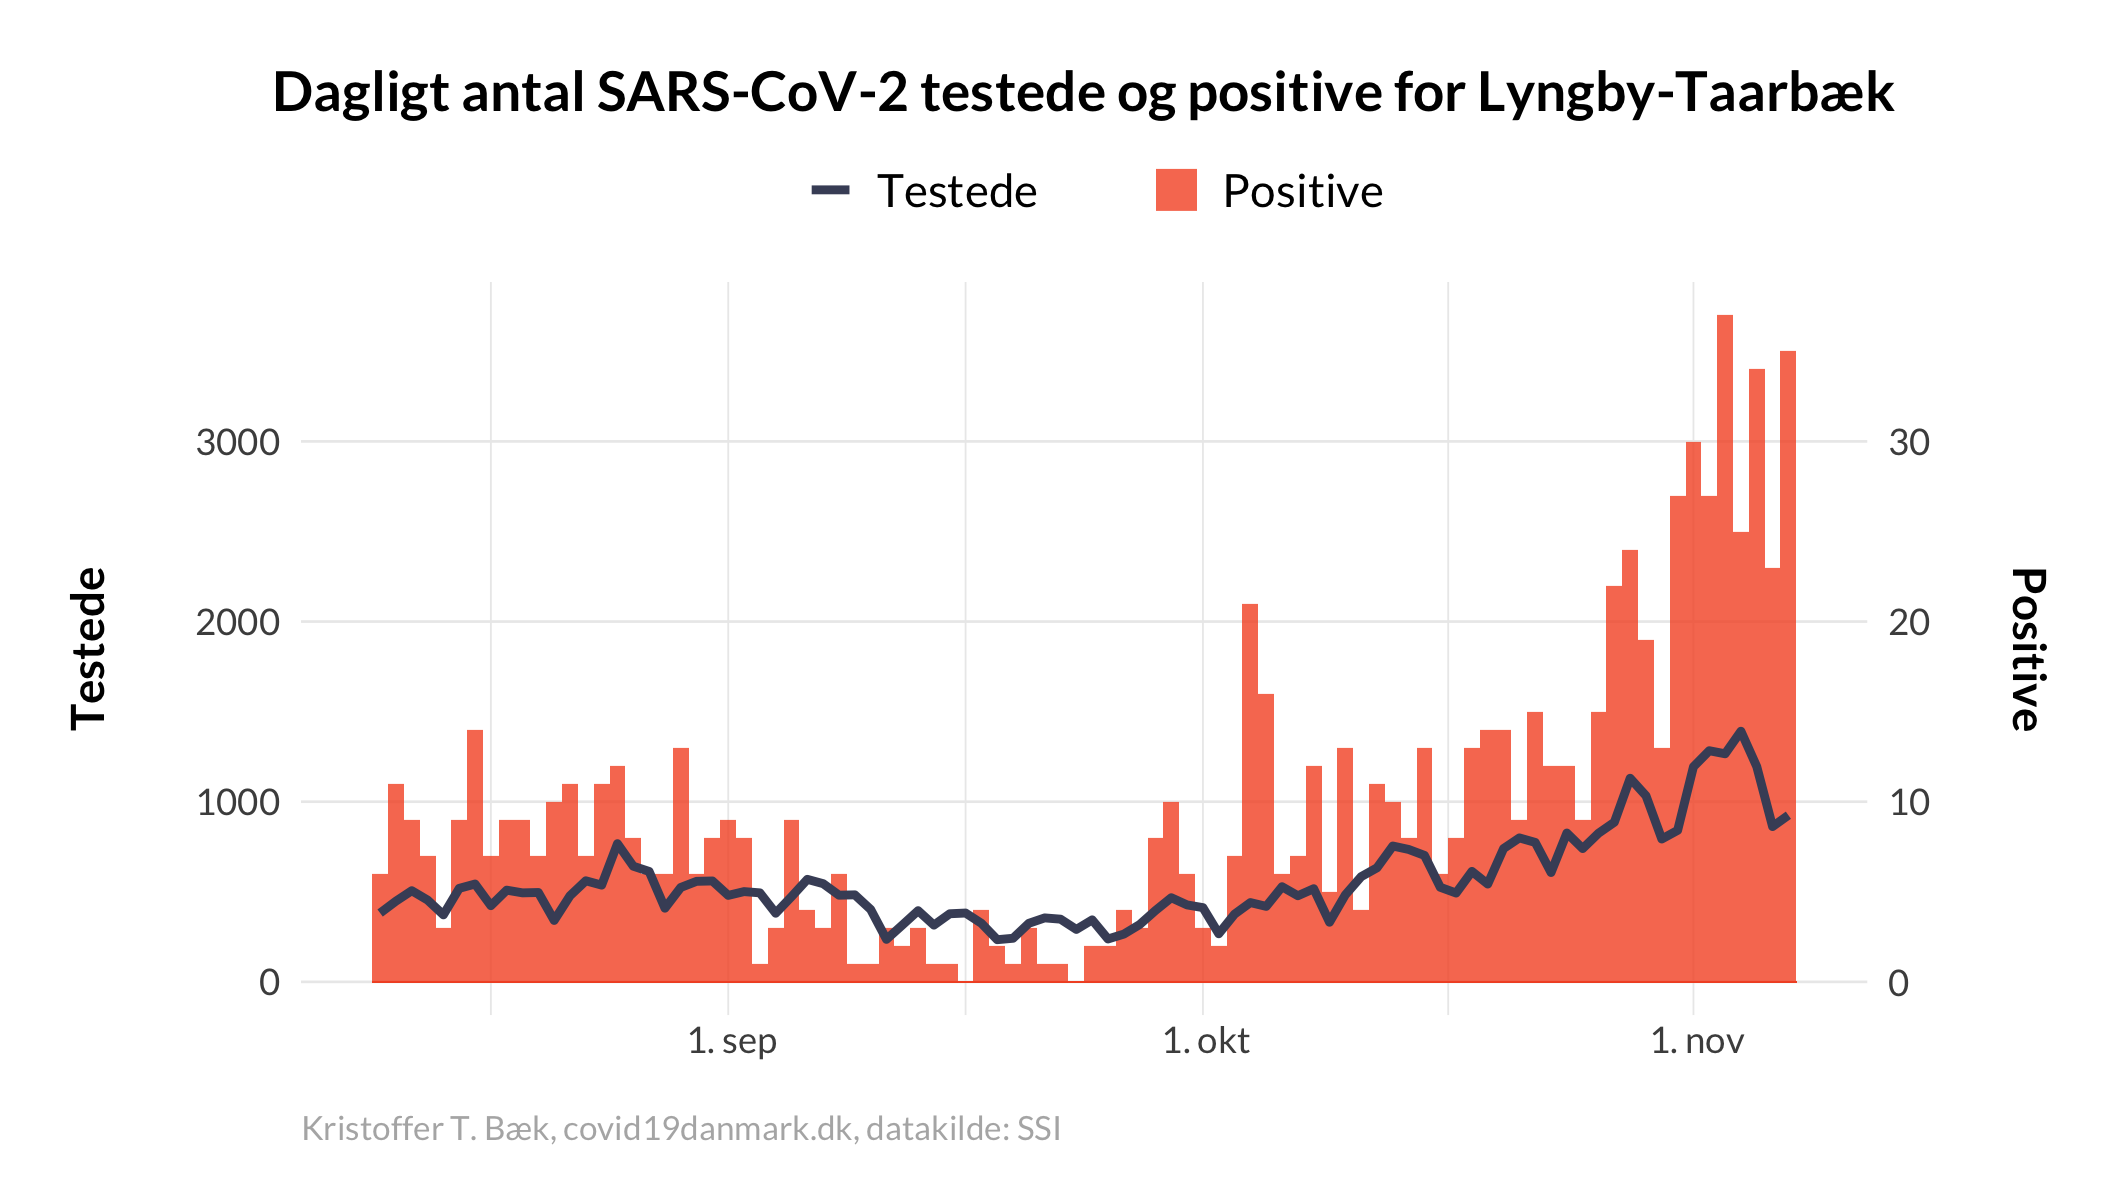 Dagligt antal SARS-CoV-2 testede og positive for Lyngby-Taarbæk
Testede
Positive
Testede
3000
2000
1000
0
30
20
10
0
Positive
1. sep
1. okt
1. nov
Kristoffer T. Bæk, covid19danmark.dk, datakilde: SSI